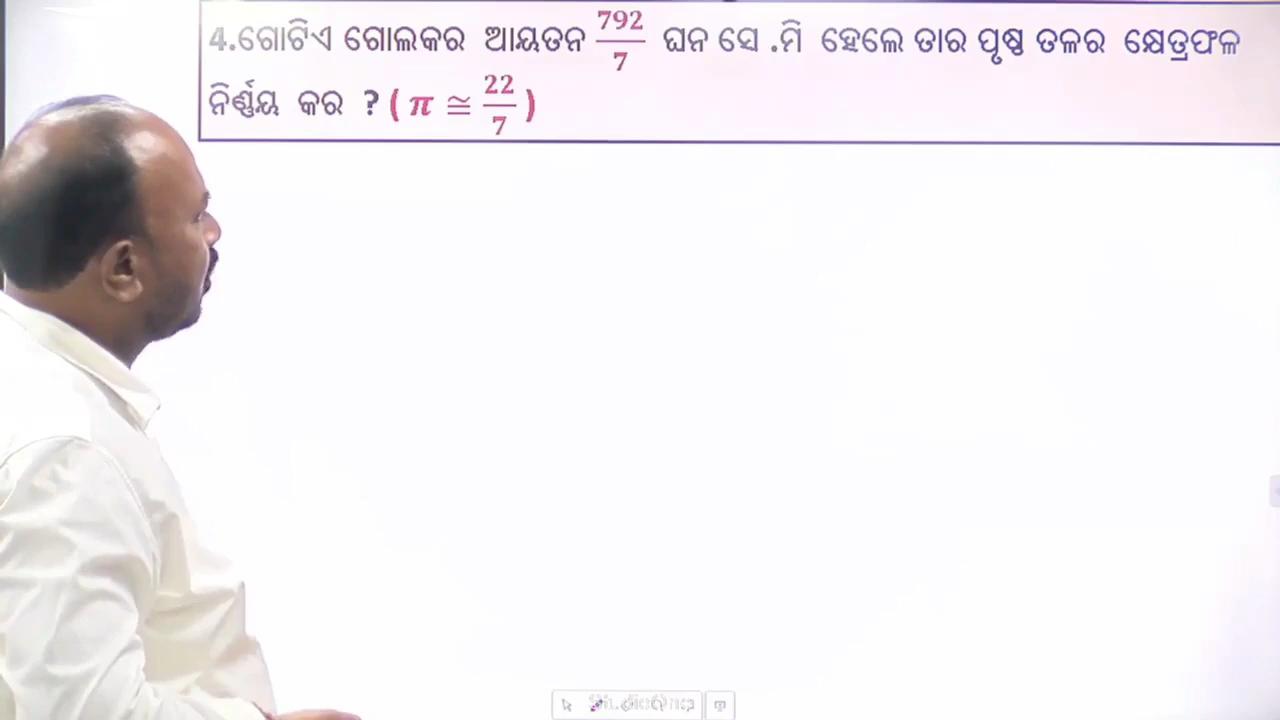 4.ଗୋଟିଏ ଗୋଲକର ଆୟତନ 792/7 ଘନ ସେ .ମି ହେଲେ ତାର ପୃଷ୍ଠ ତଳର କ୍ଷେତ୍ରଫଳ
ନିର୍ଣ୍ଣୟ କର ? ( π ≅ 22/7 )